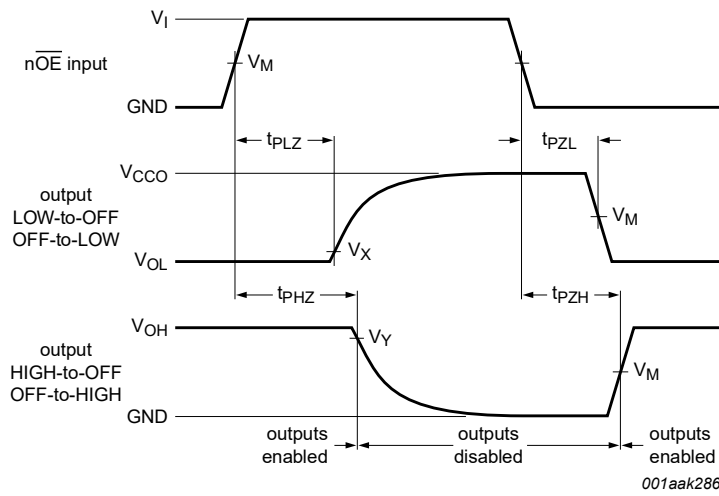 V_I
nOE input
V_M
GND
t_PLZ
t_PZL
V_CCO
output
LOW-to-OFF
OFF-to-LOW
V_M
V_X
V_OL
t_PHZ
t_PZH
V_OH
V_Y
output
HIGH-to-OFF
OFF-to-HIGH
V_M
GND
outputs
enabled
outputs
disabled
outputs
enabled
001aak286